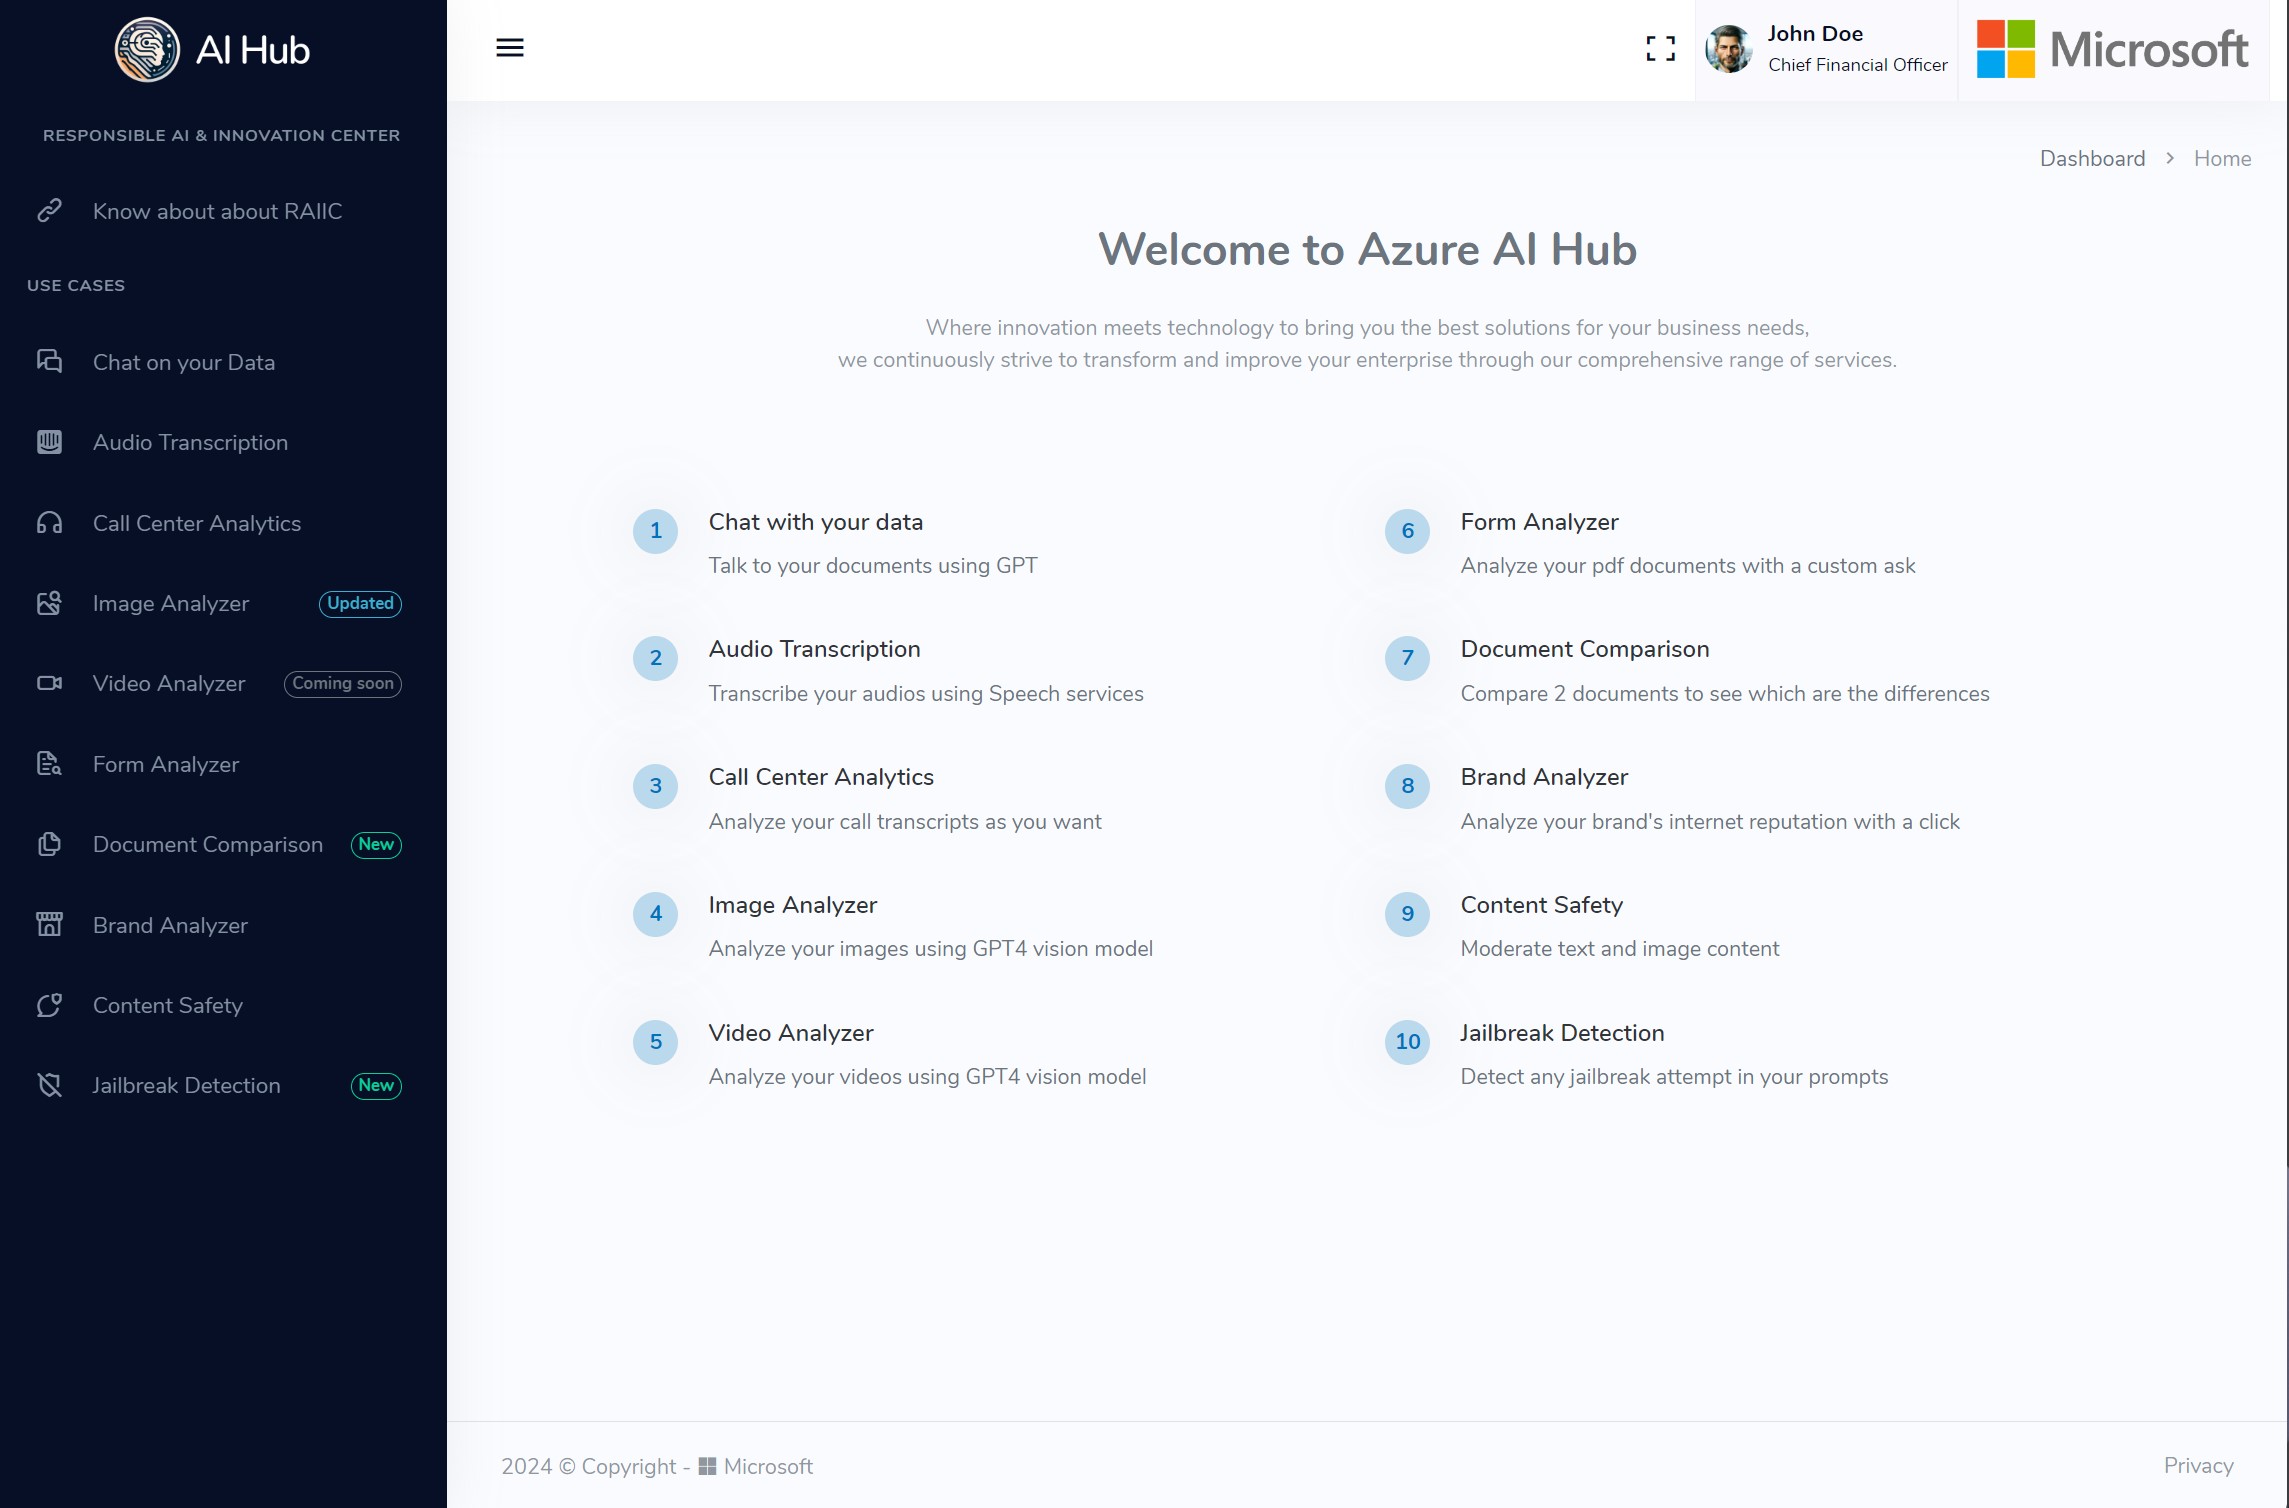 AI Hub
RESPONSIBLE AI & INNOVATION CENTER
Know about about RAIIC
USE CASES
Chat on your Data
Audio Transcription
Call Center Analytics
Image Analyzer Updated
Video Analyzer Coming soon
Form Analyzer
Document Comparison New
Brand Analyzer
Content Safety
Jailbreak Detection New
John Doe
Chief Financial Officer
Microsoft
Dashboard > Home
Welcome to Azure AI Hub
Where innovation meets technology to bring you the best solutions for your business needs,
we continuously strive to transform and improve your enterprise through our comprehensive range of services.
1 Chat with your data
Talk to your documents using GPT
2 Audio Transcription
Transcribe your audios using Speech services
3 Call Center Analytics
Analyze your call transcripts as you want
4 Image Analyzer
Analyze your images using GPT4 vision model
5 Video Analyzer
Analyze your videos using GPT4 vision model
6 Form Analyzer
Analyze your pdf documents with a custom ask
7 Document Comparison
Compare 2 documents to see which are the differences
8 Brand Analyzer
Analyze your brand's internet reputation with a click
9 Content Safety
Moderate text and image content
10 Jailbreak Detection
Detect any jailbreak attempt in your prompts
2024 © Copyright - Microsoft
Privacy